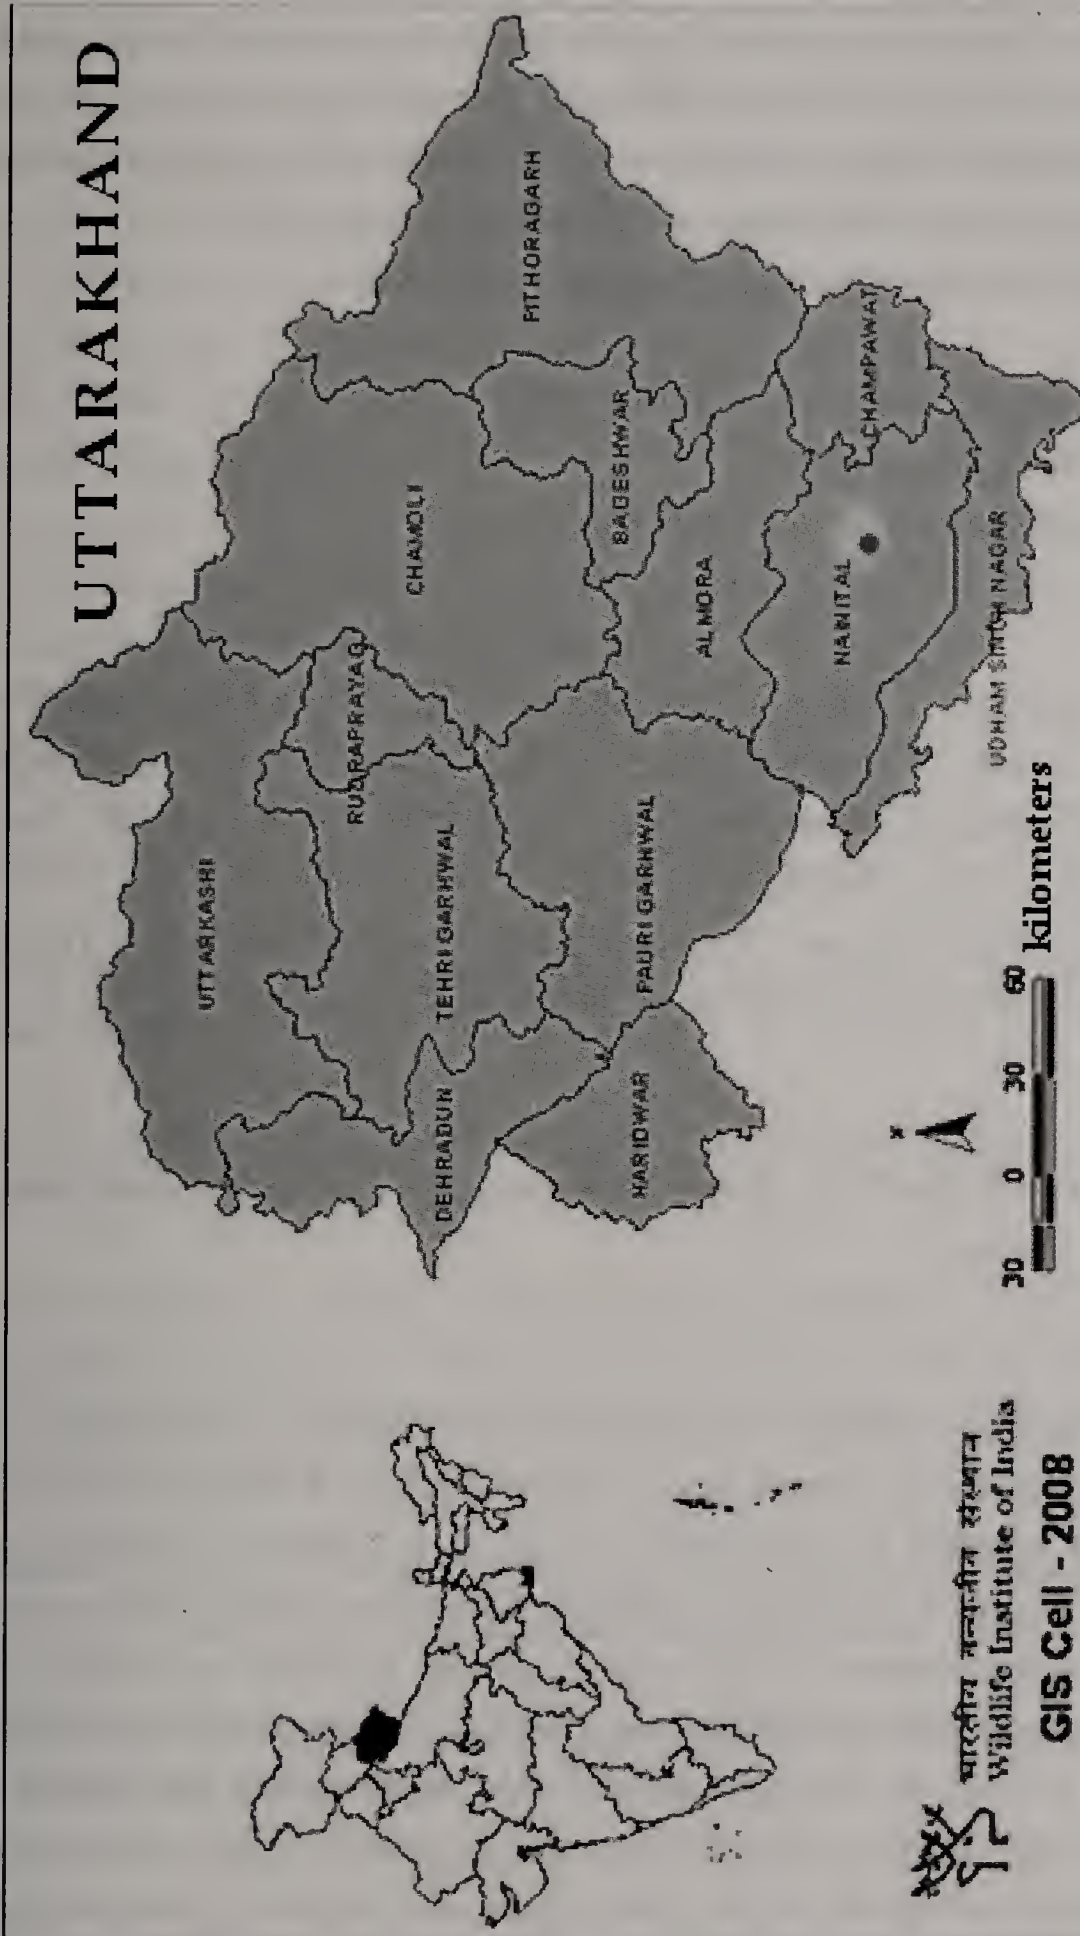 UTTARAKHAND
UTTARKASHI
DEHRADUN
TEHRI GARHWAL
RUDRAPRAYAG
CHAMOLI
PITHORAGARH
HARIDWAR
PAURI GARHWAL
BAGESHWAR
ALMORA
NANITAL
CHAMPAWAT
UDHAM SINGH NAGAR
30 0 30 60 kilometers
भारतीय वन्यजीव संस्थान
Wildlife Institute of India
GIS Cell - 2008